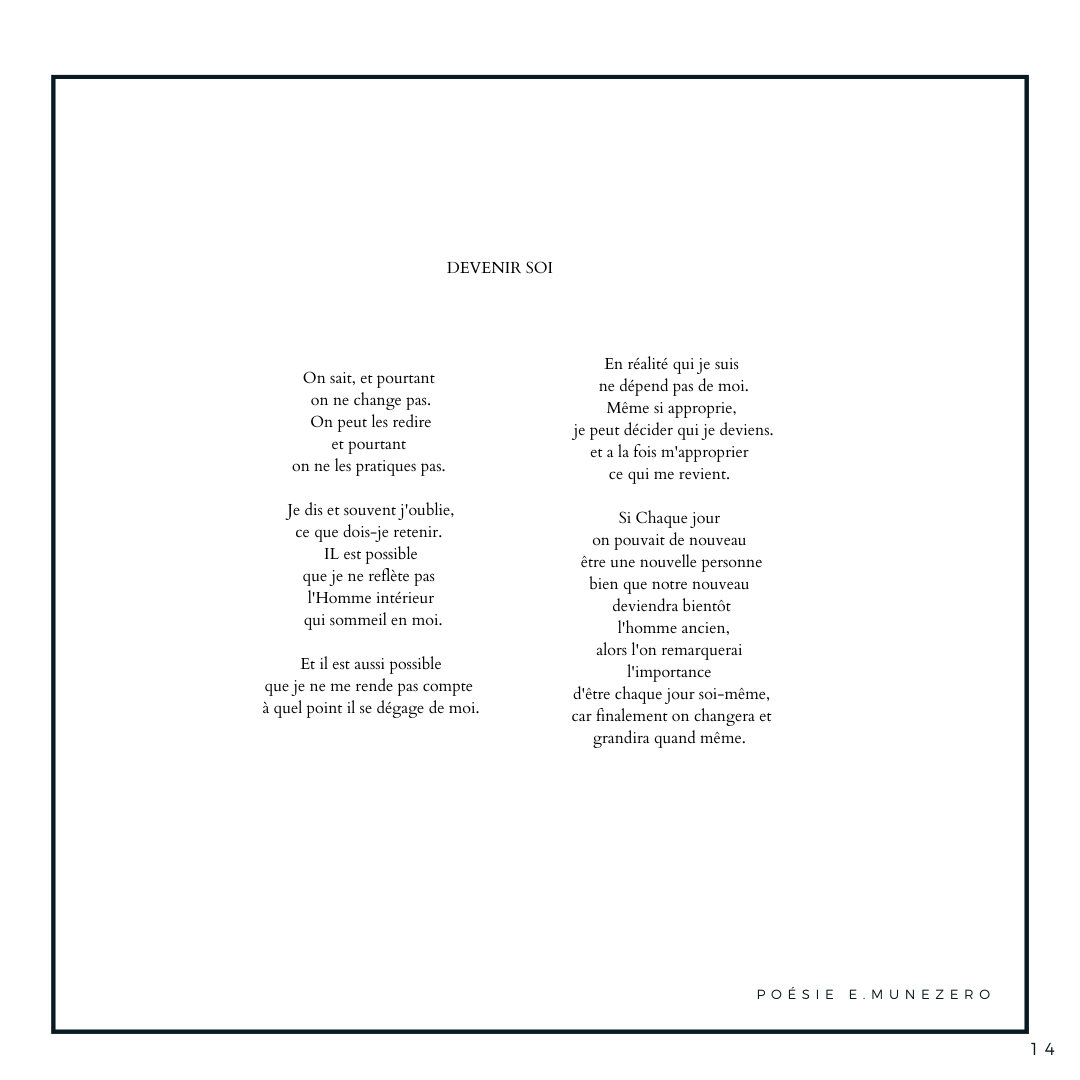 DEVENIR SOI
On sait, et pourtant
on ne change pas.
On peut les redire
et pourtant
on ne les pratiques pas.
Je dis et souvent j'oublie,
ce que dois-je retenir.
IL est possible
que je ne reflète pas
l'Homme intérieur
qui sommeil en moi.
Et il est aussi possible
que je ne me rende pas compte
à quel point il se dégage de moi.
En réalité qui je suis
ne dépend pas de moi.
Même si approprie,
je peut décider qui je deviens.
et a la fois m'approprier
ce qui me revient.
Si Chaque jour
on pouvait de nouveau
être une nouvelle personne
bien que notre nouveau
deviendra bientôt
l'homme ancien,
alors l'on remarquerai
l'importance
d'être chaque jour soi-même,
car finalement on changera et
grandira quand même.
POÉSIE E.MUNEZERO
14